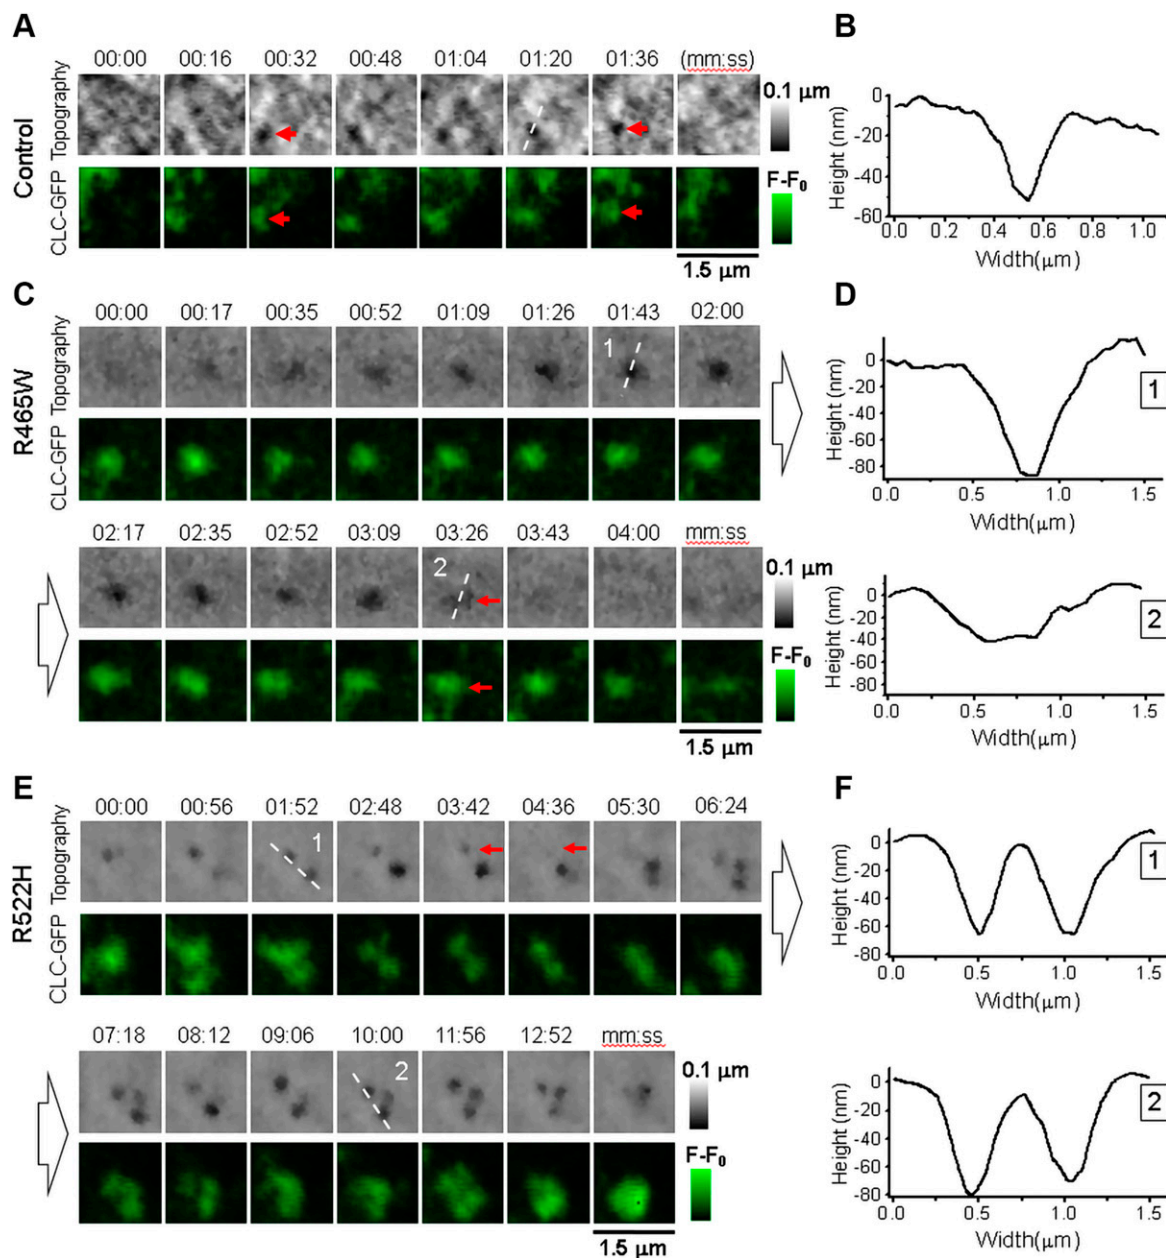 A
00:00 00:16 00:32 00:48 01:04 01:20 01:36 (mm:ss)
Control
Topography
0.1 μm
CLC-GFP
F-F0
1.5 μm
B
Height (nm)
0
-20
-40
-60
0.0 0.2 0.4 0.6 0.8 1.0
Width(μm)
C
00:00 00:17 00:35 00:52 01:09 01:26 01:43 02:00
R465W
Topography
1
CLC-GFP
02:17 02:35 02:52 03:09 03:26 03:43 04:00 mm:ss
2
0.1 μm
F-F0
1.5 μm
D
Height (nm)
0
-20
-40
-60
-80
0.0 0.5 1.0 1.5
Width(μm)
1
Height (nm)
0
-20
-40
-60
-80
0.0 0.5 1.0 1.5
Width(μm)
2
E
00:00 00:56 01:52 02:48 03:42 04:36 05:30 06:24
R522H
Topography
1
CLC-GFP
07:18 08:12 09:06 10:00 11:56 12:52 mm:ss
2
0.1 μm
F-F0
1.5 μm
F
Height (nm)
0
-20
-40
-60
-80
0.0 0.5 1.0 1.5
Width(μm)
1
Height (nm)
0
-20
-40
-60
-80
0.0 0.5 1.0 1.5
Width(μm)
2